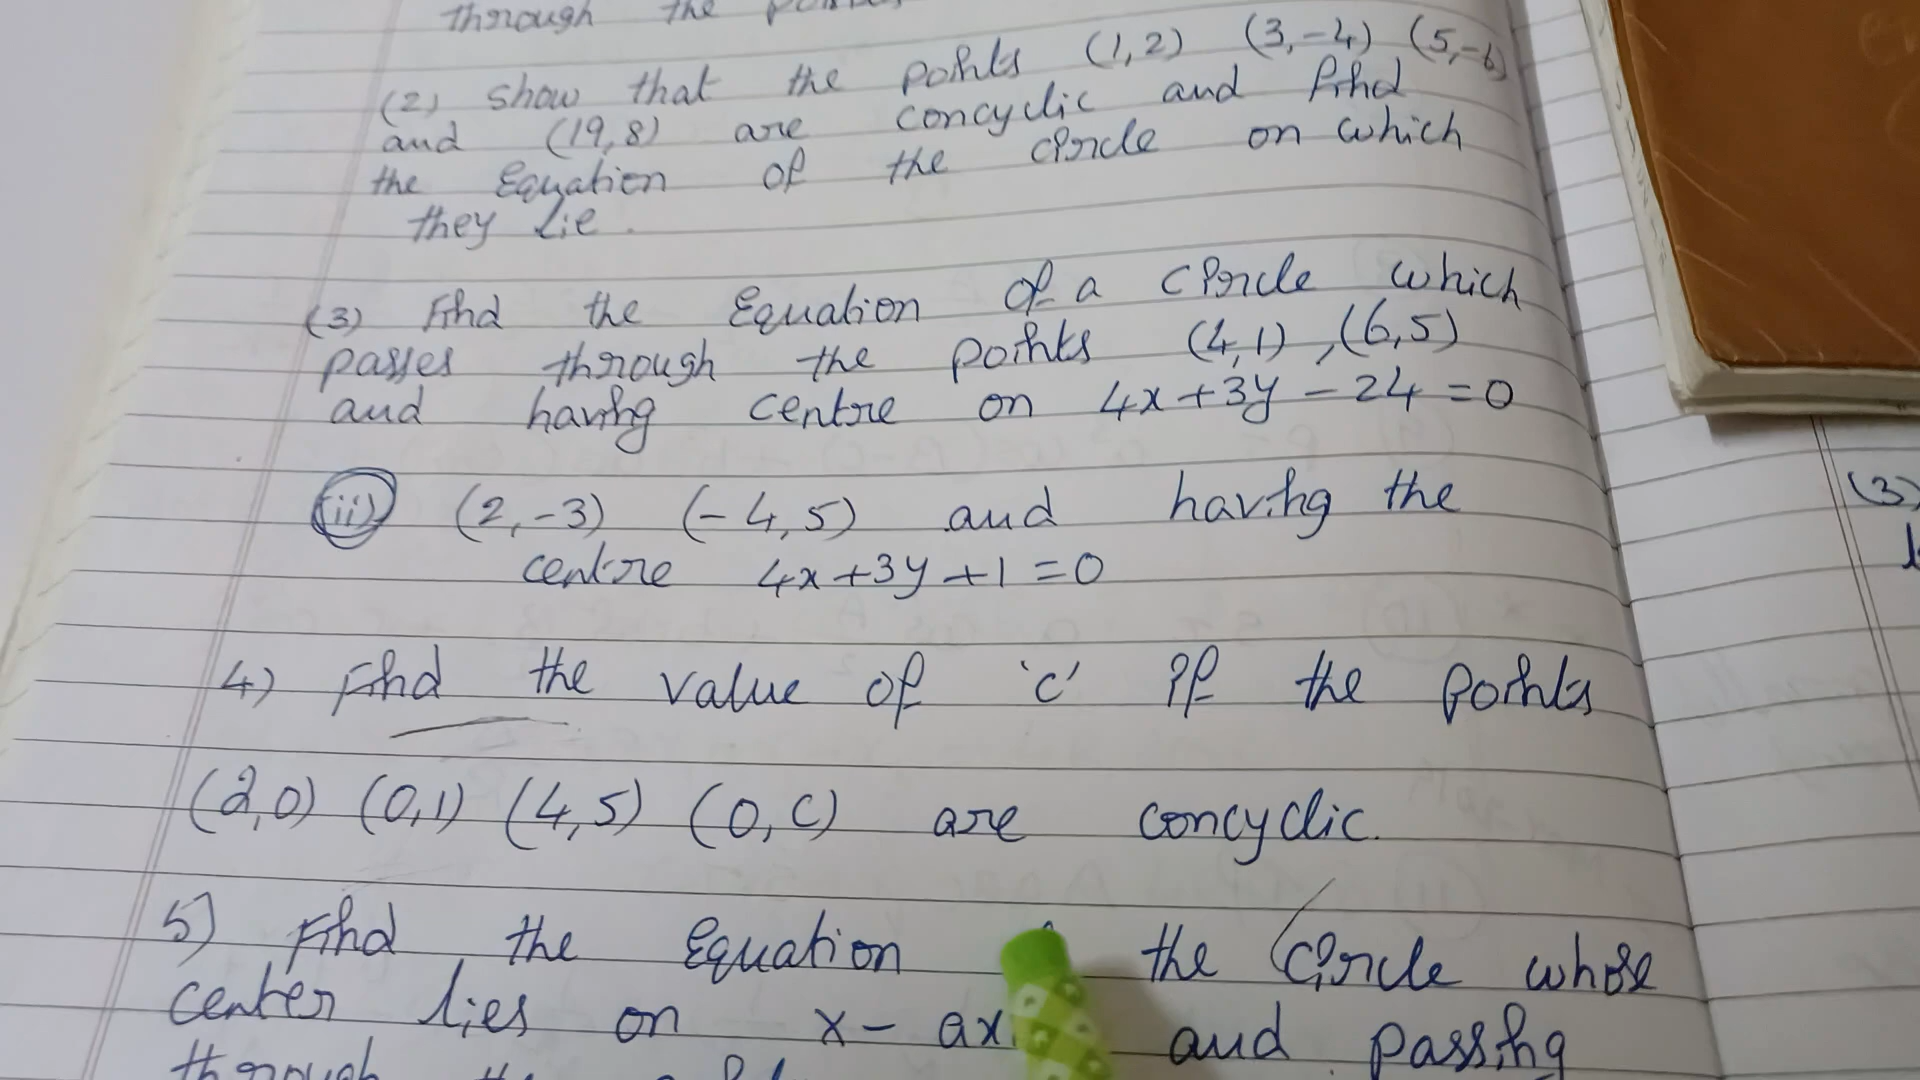 through the
(2) show that the points (1,2) (3,-4) (5,-6)
and (19,8) are concyclic and find
the Equation of the circle on which
they lie.
(3) Find the Equation of a circle which
passes through the points (4,1) ,(6,5)
and having centre on 4x+3y-24=0
(ii) (2,-3) (-4,5) and having the
centre 4x+3y+1=0
4) Find the value of 'c' if the points
(2,0) (0,1) (4,5) (0,C) are concyclic.
5) Find the Equation the circle whose
center lies on x- and passing
through
(3)